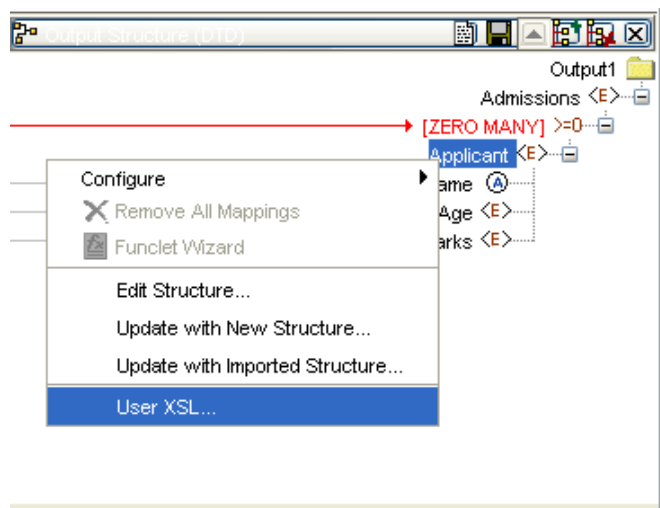 Output Structure (DTD)
Output1
Admissions <E>
[ZERO MANY] >=0
Applicant <E>
ame A
Age <E>
arks <E>
Configure
Remove All Mappings
Funclet Wizard
Edit Structure...
Update with New Structure...
Update with Imported Structure...
User XSL...